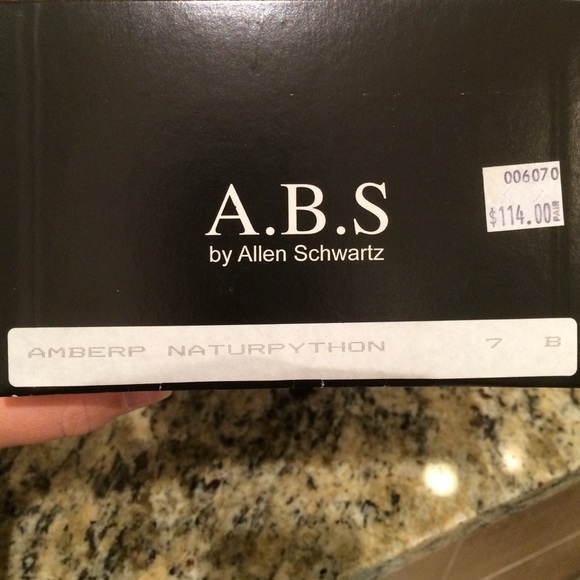 006070
$114.00 PAIR
A.B.S
by Allen Schwartz
AMBERP NATURPYTHON 7 B